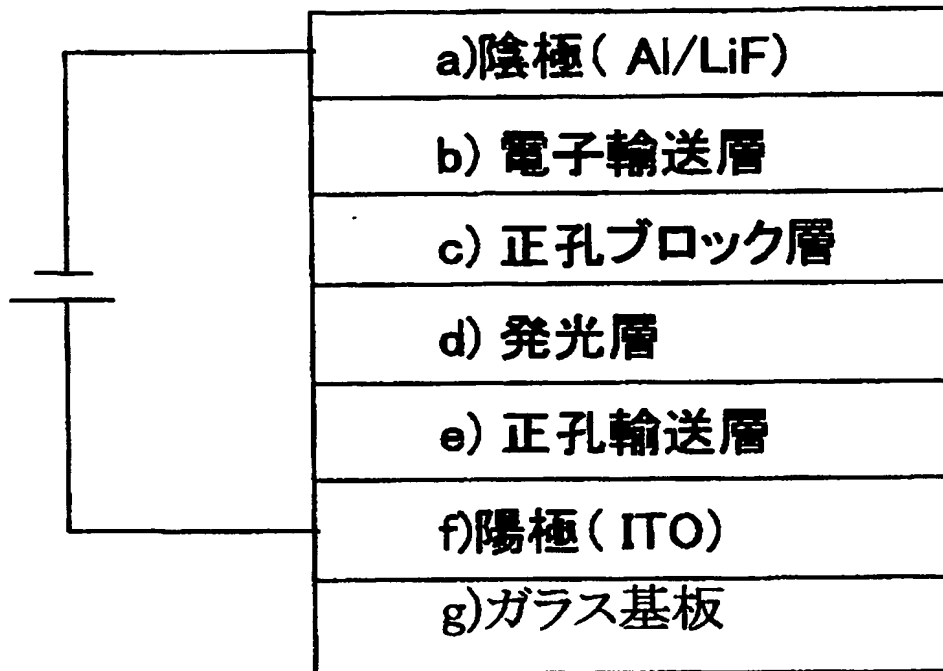 a)陰極( Al/LiF)
b) 電子輸送層
c) 正孔ブロック層
d) 発光層
e) 正孔輸送層
f)陽極( ITO)
g)ガラス基板